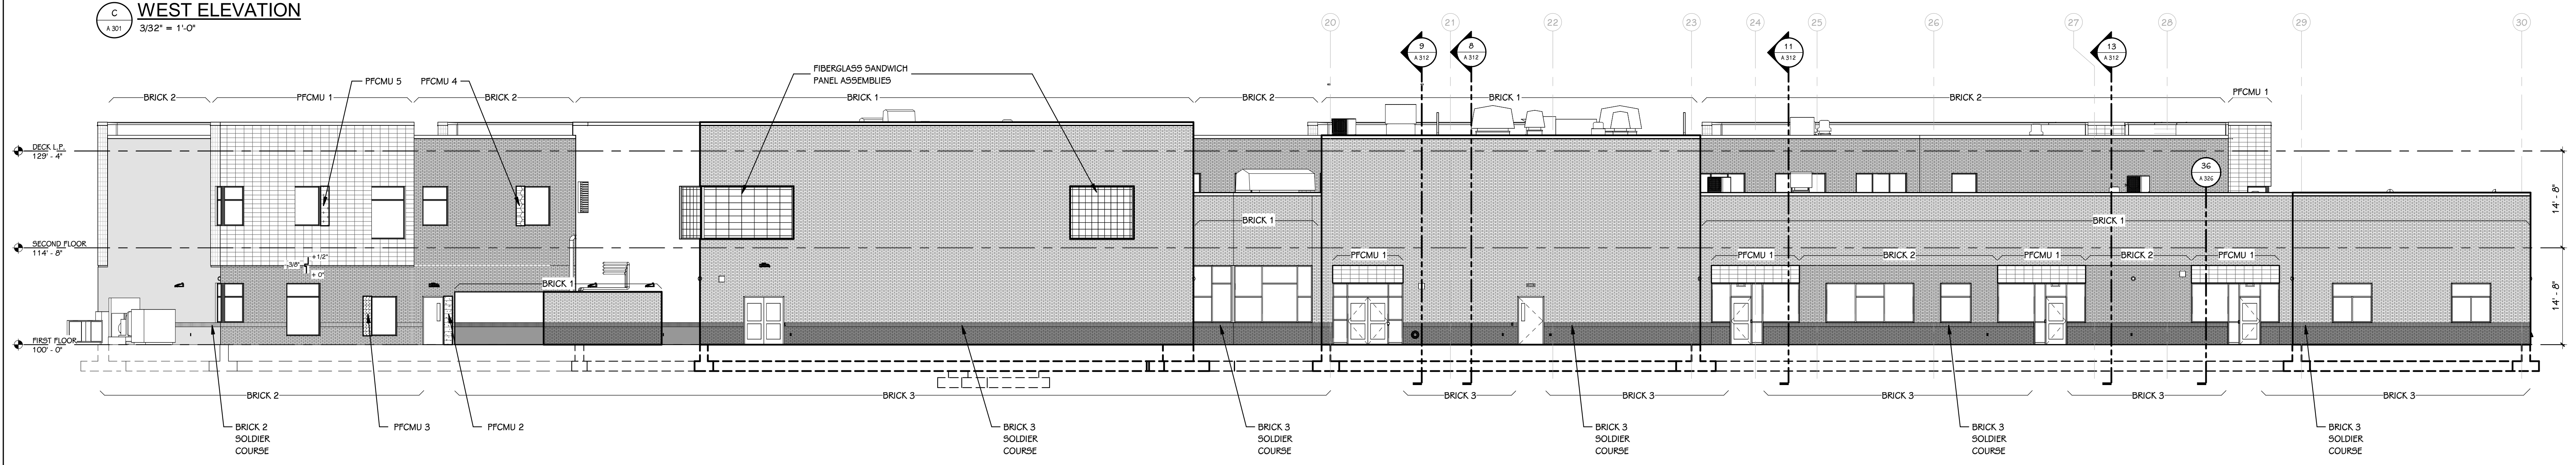 C
A 301
WEST ELEVATION
3/32" = 1'-0"
20
21
22
23
24
25
26
27
28
29
30
9
A 312
8
A 312
11
A 312
13
A 312
PFCMU 5
PFCMU 4
FIBERGLASS SANDWICH
PANEL ASSEMBLIES
BRICK 2
PFCMU 1
BRICK 2
BRICK 1
BRICK 2
BRICK 1
BRICK 2
PFCMU 1
DECK L.P.
129' - 4"
36
A 326
14' - 8"
BRICK 1
BRICK 1
SECOND FLOOR
114' - 8"
+1/2"
-3/8"
+ 0"
PFCMU 1
PFCMU 1
BRICK 2
PFCMU 1
BRICK 2
PFCMU 1
BRICK 1
14' - 8"
FIRST FLOOR
100' - 0"
BRICK 2
BRICK 3
BRICK 3
BRICK 3
BRICK 3
BRICK 3
BRICK 3
BRICK 2
SOLDIER
COURSE
PFCMU 3
PFCMU 2
BRICK 3
SOLDIER
COURSE
BRICK 3
SOLDIER
COURSE
BRICK 3
SOLDIER
COURSE
BRICK 3
SOLDIER
COURSE
BRICK 3
SOLDIER
COURSE